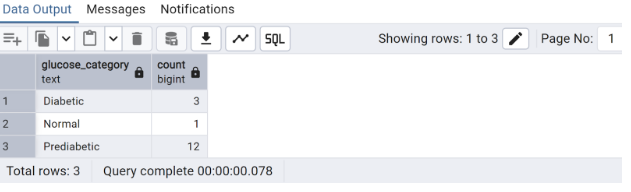 Data Output Messages Notifications
SQL Showing rows: 1 to 3 Page No: 1
glucose_category count
text bigint
1 Diabetic 3
2 Normal 1
3 Prediabetic 12
Total rows: 3 Query complete 00:00:00.078